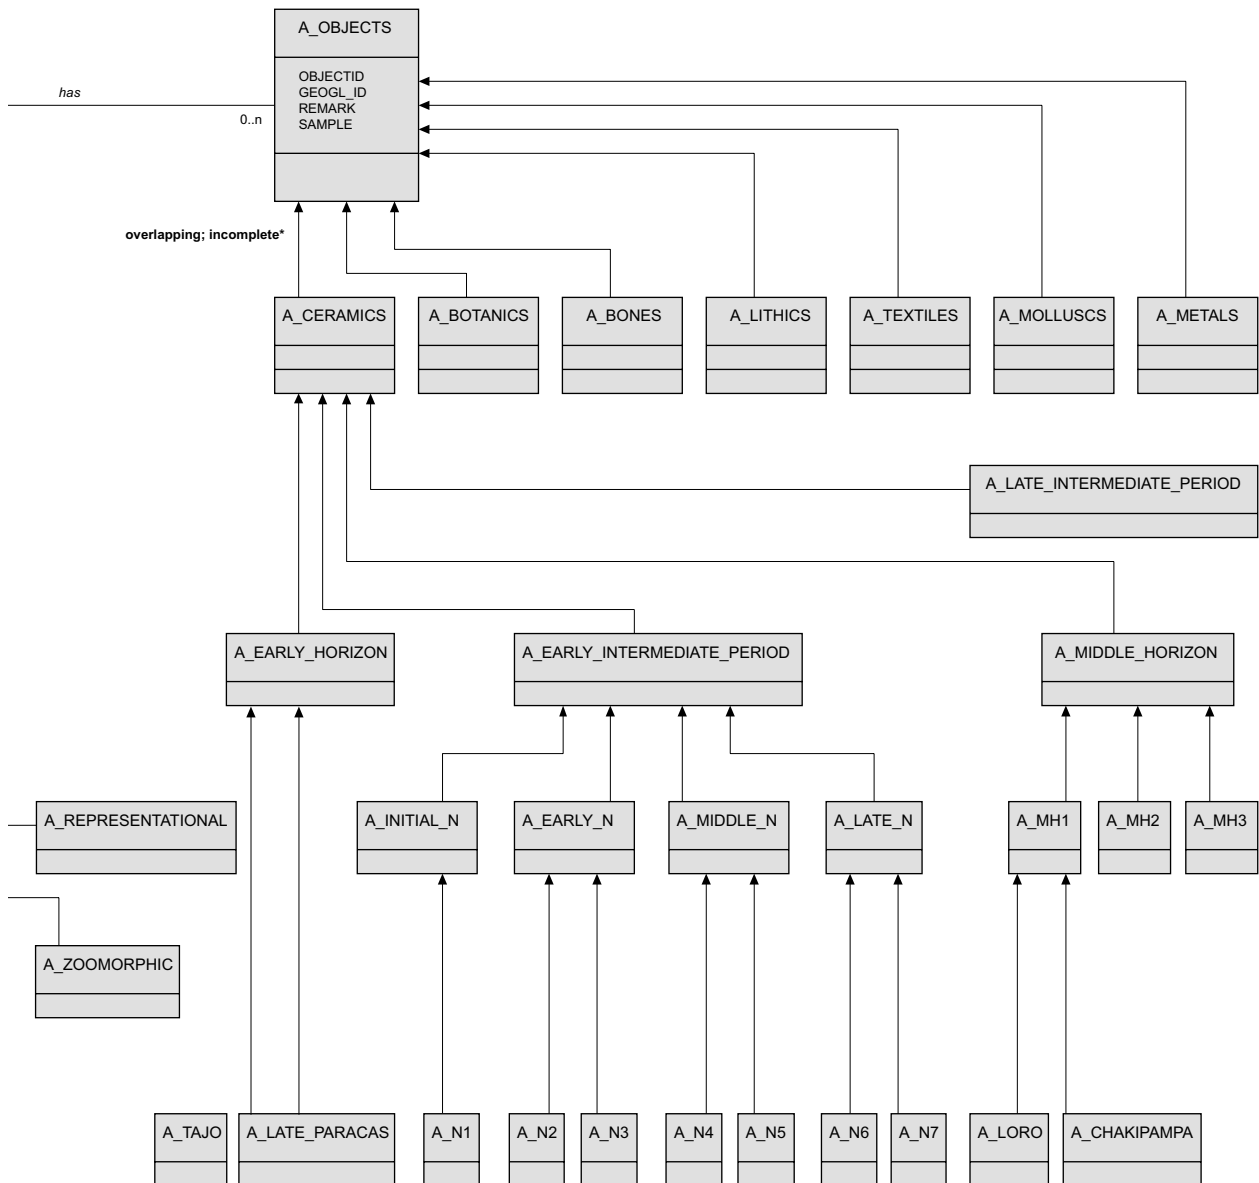 A_OBJECTS
OBJECTID
GEOGL_ID
REMARK
SAMPLE
has
0..n
overlapping; incomplete*
A_CERAMICS
A_BOTANICS
A_BONES
A_LITHICS
A_TEXTILES
A_MOLLUSCS
A_METALS
A_LATE_INTERMEDIATE_PERIOD
A_EARLY_HORIZON
A_EARLY_INTERMEDIATE_PERIOD
A_MIDDLE_HORIZON
A_REPRESENTATIONAL
A_INITIAL_N
A_EARLY_N
A_MIDDLE_N
A_LATE_N
A_MH1
A_MH2
A_MH3
A_ZOOMORPHIC
A_TAJO
A_LATE_PARACAS
A_N1
A_N2
A_N3
A_N4
A_N5
A_N6
A_N7
A_LORO
A_CHAKIPAMPA